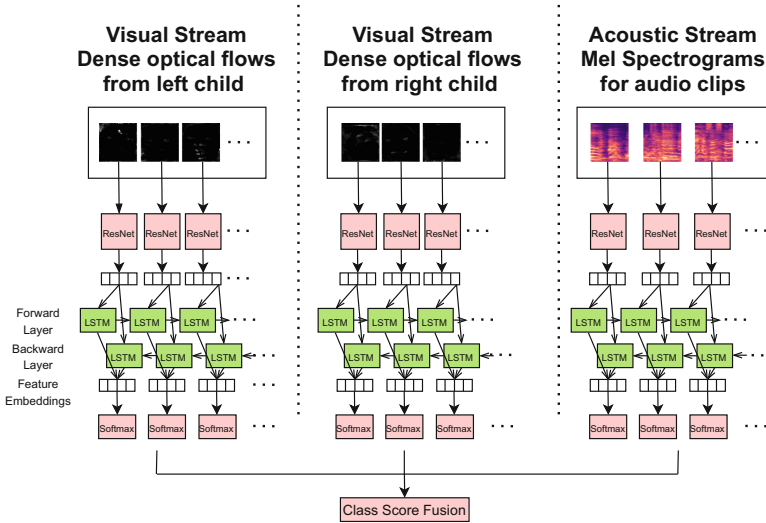 Visual Stream
Dense optical flows
from left child
Visual Stream
Dense optical flows
from right child
Acoustic Stream
Mel Spectrograms
for audio clips
. . .
. . .
. . .
ResNet ResNet ResNet . . .
ResNet ResNet ResNet . . .
ResNet ResNet ResNet . . .
. . .
. . .
. . .
Forward
Layer
LSTM LSTM LSTM . . .
LSTM LSTM LSTM . . .
LSTM LSTM LSTM . . .
Backward
Layer
LSTM LSTM LSTM . . .
LSTM LSTM LSTM . . .
LSTM LSTM LSTM . . .
Feature
Embeddings
. . .
. . .
. . .
Softmax Softmax Softmax . . .
Softmax Softmax Softmax . . .
Softmax Softmax Softmax . . .
Class Score Fusion